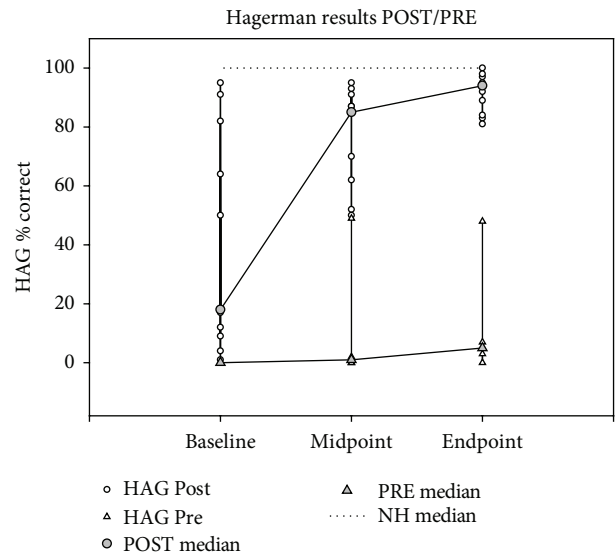 Hagerman results POST/PRE
100
80
60
40
20
0
HAG % correct
Baseline Midpoint Endpoint
HAG Post
HAG Pre
POST median
PRE median
NH median